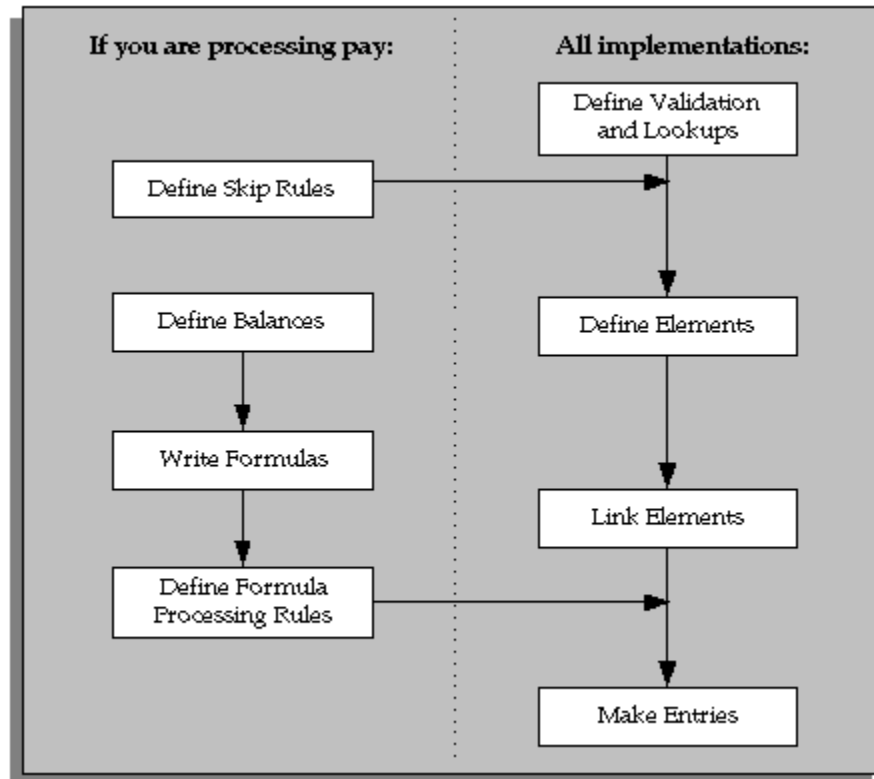 If you are processing pay:
All implementations:
Define Validation
and Lookups
Define Skip Rules
Define Balances
Define Elements
Write Formulas
Link Elements
Define Formula
Processing Rules
Make Entries